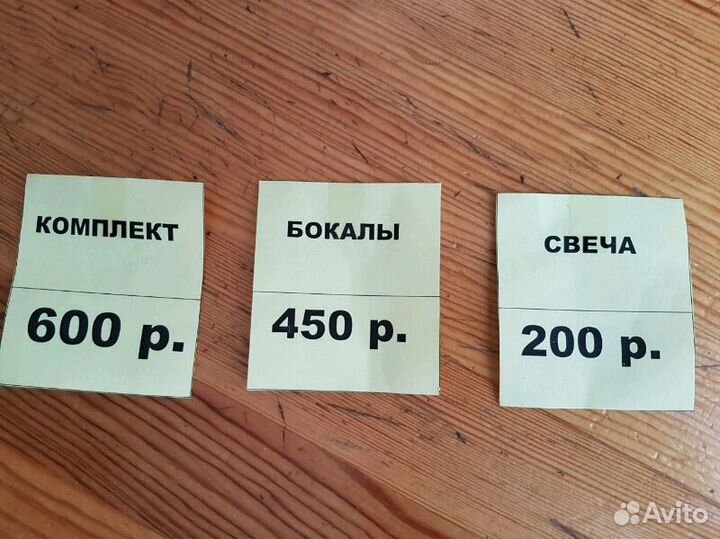 КОМПЛЕКТ
600 р.
БОКАЛЫ
450 р.
СВЕЧА
200 р.
Avito